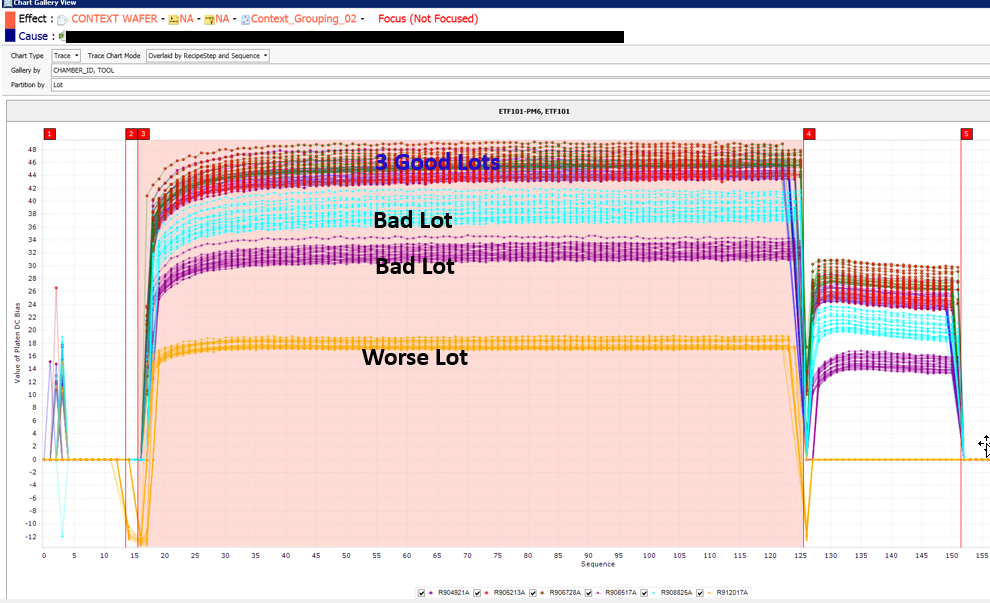 Chart Gallery View
Effect : CONTEXT WAFER - NA - NA - Context_Grouping_02 - Focus (Not Focused)
Cause :
Chart Type Trace Trace Chart Mode Overlaid by RecipeStep and Sequence
Gallery by CHAMBER_ID, TOOL
Partition by Lot
ETF101-PM6, ETF101
1 2 3 4 5
48
46
3 Good Lots
44
42
40
38
Bad Lot
36
34
32
Bad Lot
30
28
26
24
22
20
18
Worse Lot
16
14
12
10
8
6
4
2
0
-2
-4
-6
-8
-10
-12
Value of Platen DC Bias
0 5 10 15 20 25 30 35 40 45 50 55 60 65 70 75 80 85 90 95 100 105 110 115 120 125 130 135 140 145 150 155
Sequence
R904921A R905213A R906728A R908517A R908825A R912017A